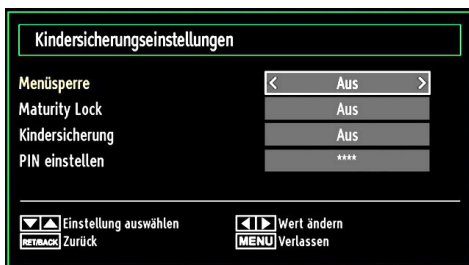 Kindersicherungseinstellungen
Menüsperre < Aus >
Maturity Lock Aus
Kindersicherung Aus
PIN einstellen ****
Einstellung auswählen Wert ändern
RET/BACK Zurück MENU Verlassen